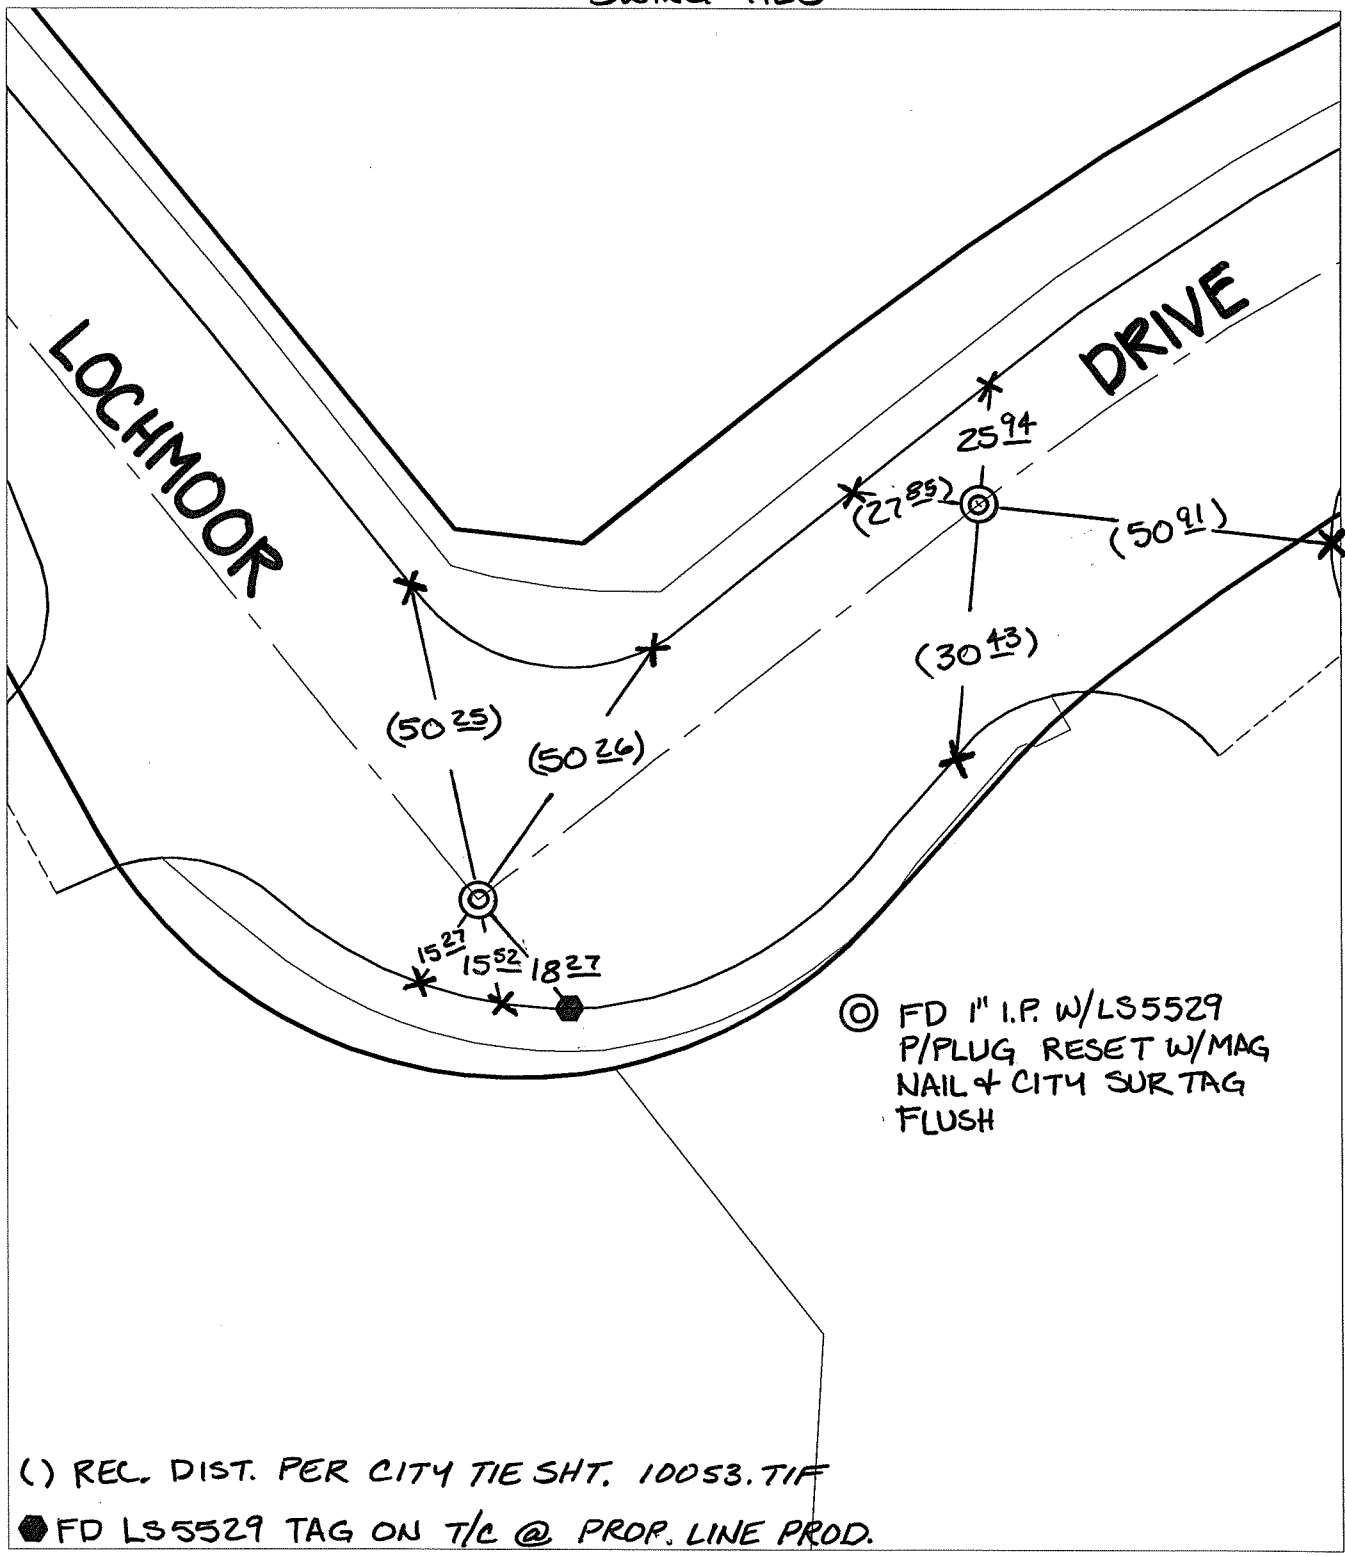 SWING TIES
LOCHMOOR
DRIVE
25 94
(27 85)
(50 91)
(30 43)
(50 25)
(50 26)
15 27
15 52
18 27
FD 1" I.P. W/LS5529
P/PLUG RESET W/MAG
NAIL & CITY SUR TAG
FLUSH
() REC. DIST. PER CITY TIE SHT. 10053.TIF
FD LS5529 TAG ON T/C @ PROP. LINE PROD.